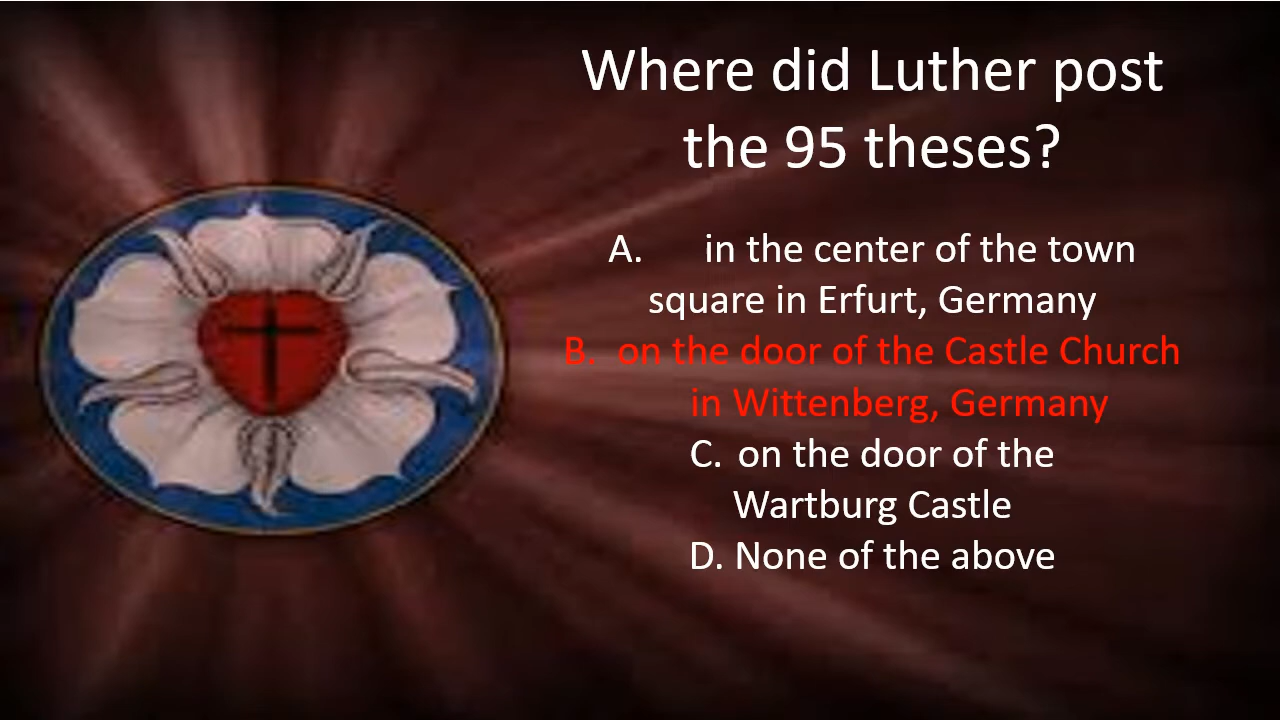 Where did Luther post
the 95 theses?
A. in the center of the town
square in Erfurt, Germany
B. on the door of the Castle Church
in Wittenberg, Germany
C. on the door of the
Wartburg Castle
D. None of the above